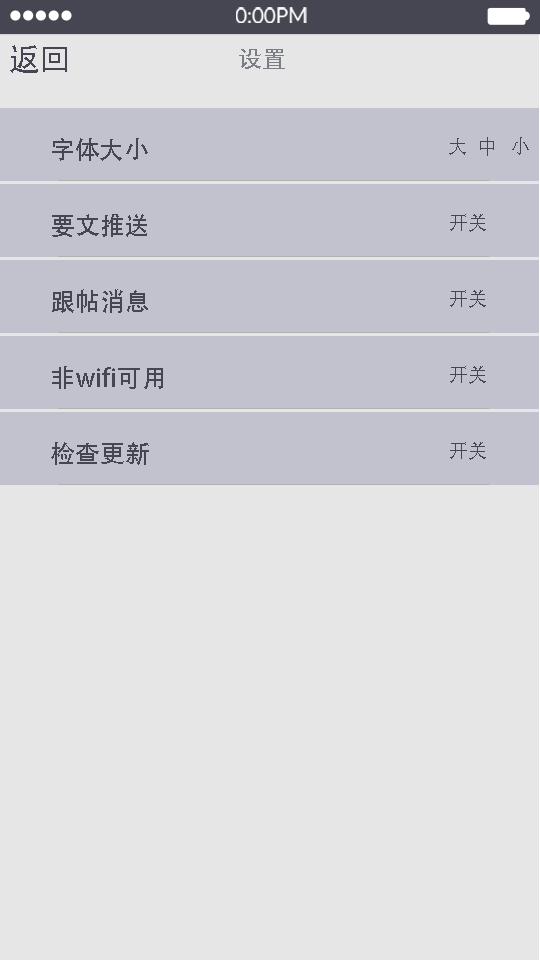 0:00PM
返回 设置
字体大小 大 中 小
要文推送 开关
跟帖消息 开关
非wifi可用 开关
检查更新 开关